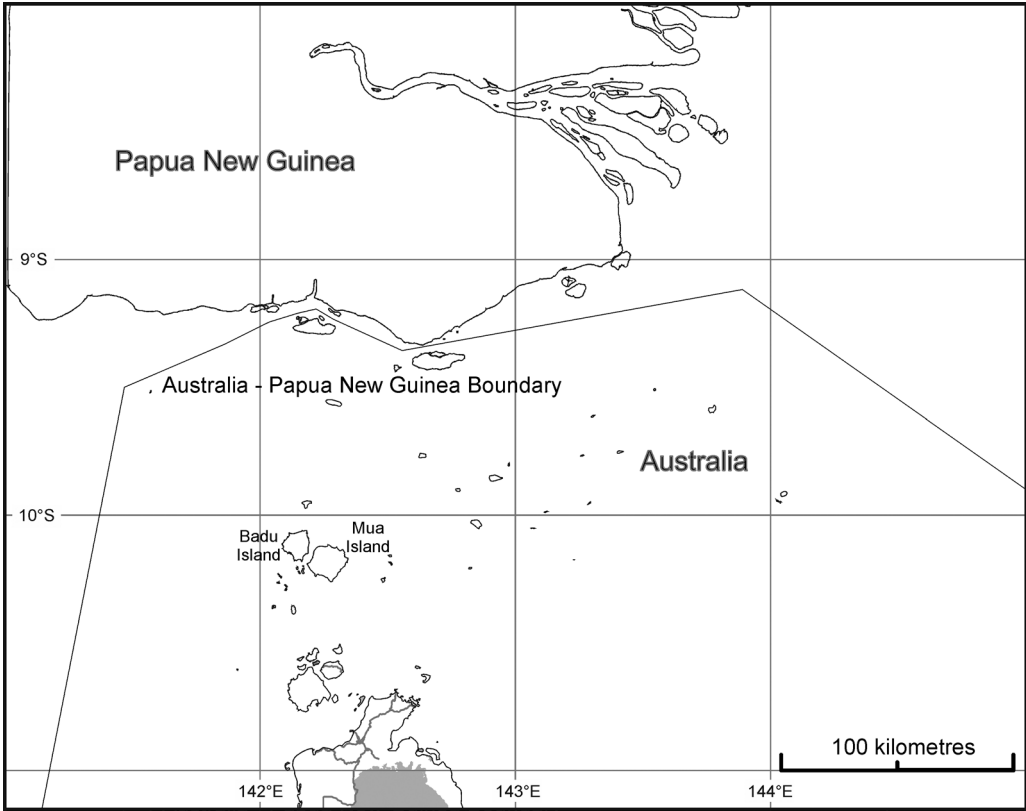 Papua New Guinea
9°S
Australia - Papua New Guinea Boundary
Australia
10°S
Badu
Island
Mua
Island
100 kilometres
142°E
143°E
144°E